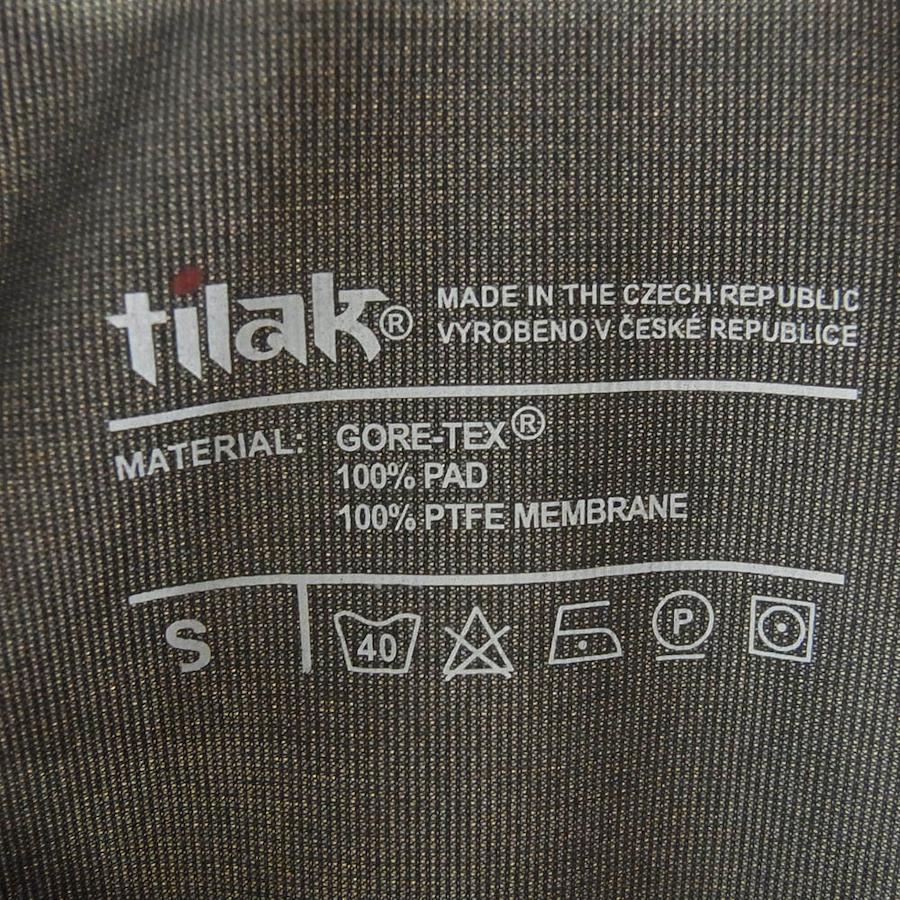 tilak®
MADE IN THE CZECH REPUBLIC
VYROBENO V ČESKÉ REPUBLICE
MATERIAL: GORE-TEX®
100% PAD
100% PTFE MEMBRANE
S 40 P